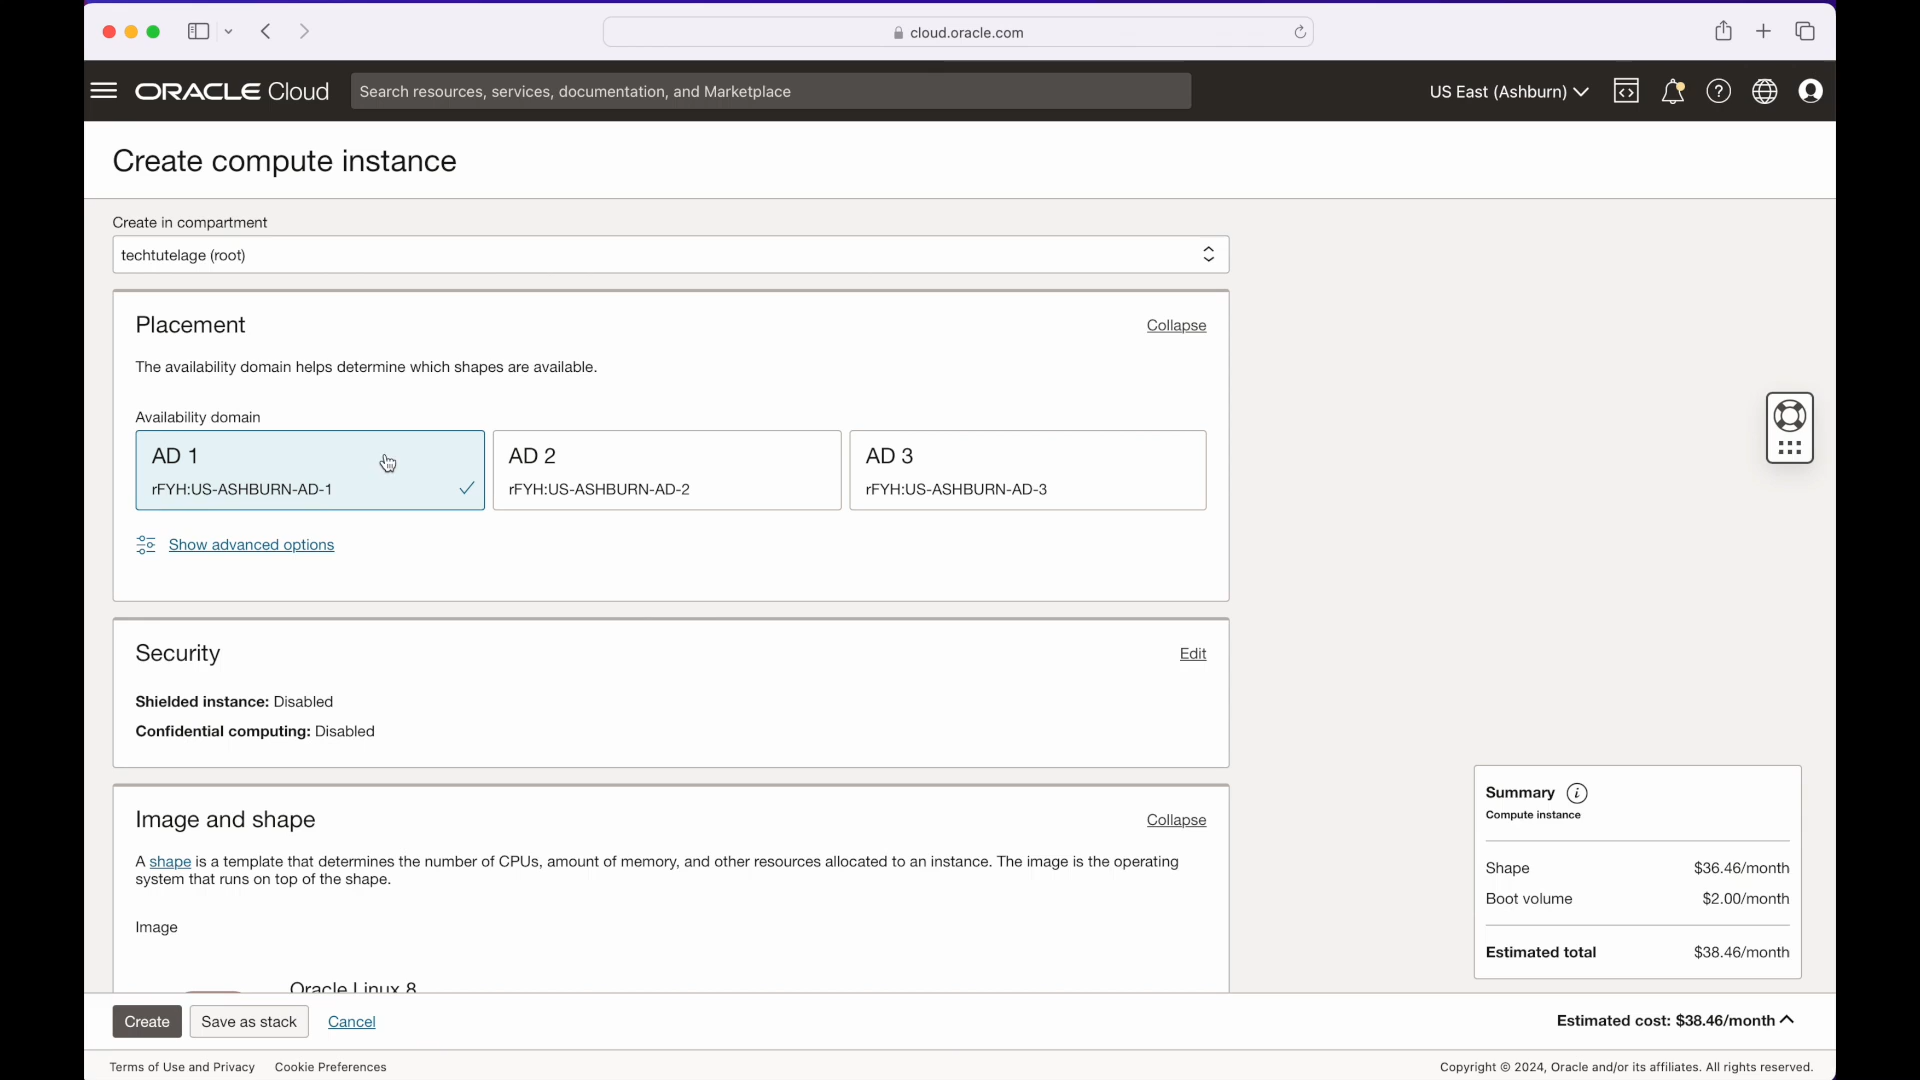 cloud.oracle.com
ORACLE Cloud
Search resources, services, documentation, and Marketplace
US East (Ashburn)
Create compute instance
Create in compartment
techtutelage (root)
Placement
Collapse
The availability domain helps determine which shapes are available.
Availability domain
AD 1
rFYH:US-ASHBURN-AD-1
AD 2
rFYH:US-ASHBURN-AD-2
AD 3
rFYH:US-ASHBURN-AD-3
Show advanced options
Security
Edit
Shielded instance: Disabled
Confidential computing: Disabled
Image and shape
Collapse
A shape is a template that determines the number of CPUs, amount of memory, and other resources allocated to an instance. The image is the operating
system that runs on top of the shape.
Image
Oracle Linux 8
Summary
Compute instance
Shape $36.46/month
Boot volume $2.00/month
Estimated total $38.46/month
Create
Save as stack
Cancel
Estimated cost: $38.46/month
Terms of Use and Privacy
Cookie Preferences
Copyright © 2024, Oracle and/or its affiliates. All rights reserved.